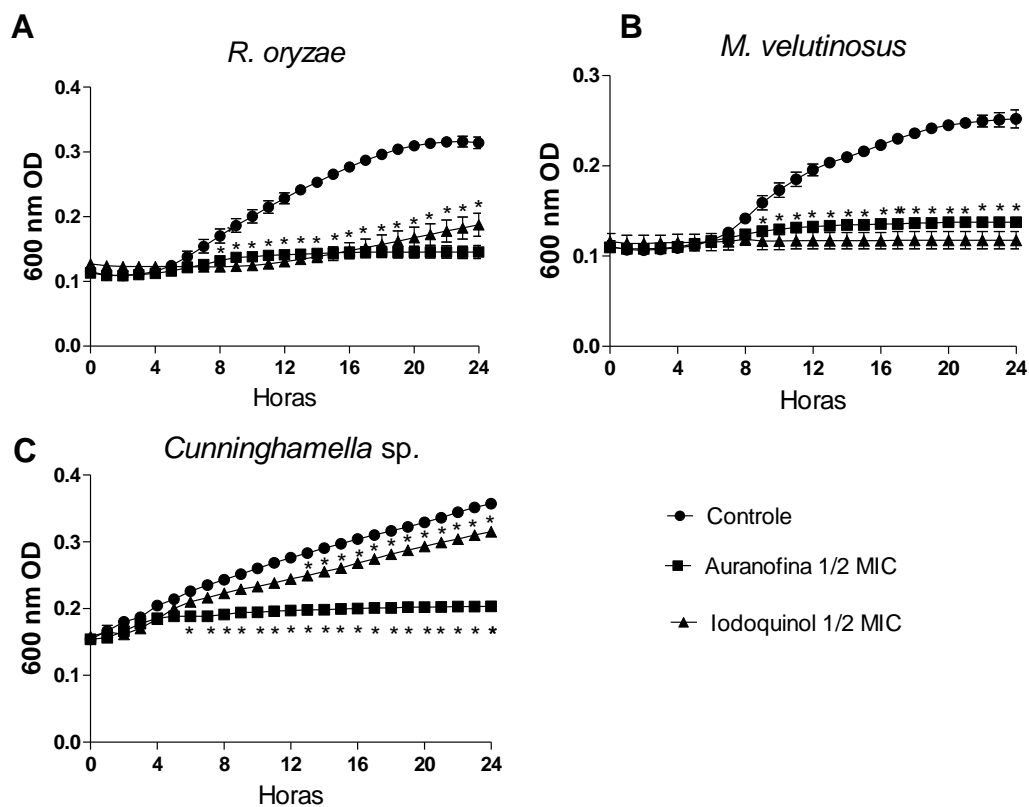 A
R. oryzae
600 nm OD
0.4
0.3
0.2
0.1
0.0
* * * * * * * * * * * * * * * * *
0 4 8 12 16 20 24
Horas
B
M. velutinosus
600 nm OD
0.3
0.2
0.1
0.0
* * * * * * * * * * * * * * * *
0 4 8 12 16 20 24
Horas
C
Cunninghamella sp.
600 nm OD
0.4
0.3
0.2
0.1
0.0
* * * * * * * * * * * *
* * * * * * * * * * * * * * * * * * *
0 4 8 12 16 20 24
Horas
Controle
Auranofina 1/2 MIC
Iodoquinol 1/2 MIC